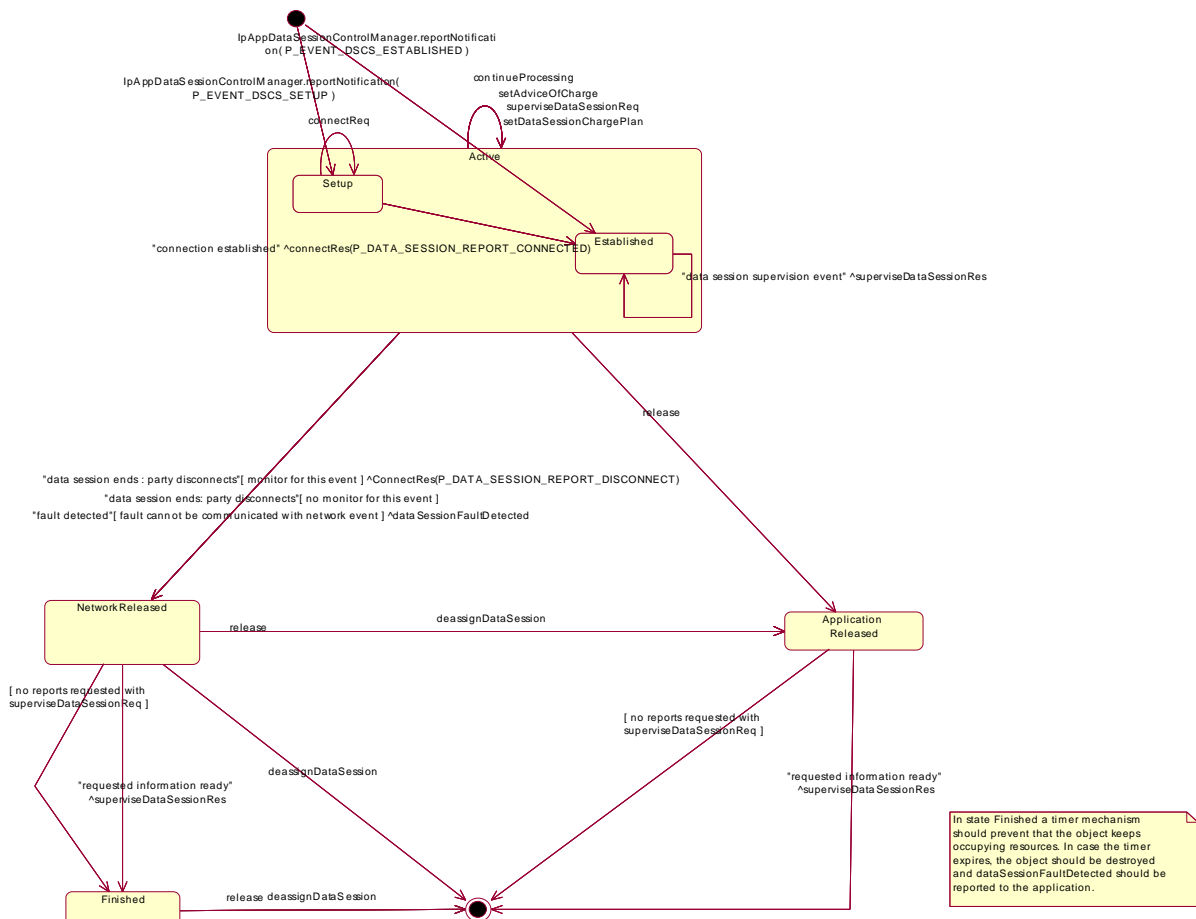 IpAppDataSessionControlManager.reportNotificati
on( P_EVENT_DSCS_ESTABLISHED )
IpAppDataSessionControlManager.reportNotification(
P_EVENT_DSCS_SETUP )
continueProcessing
setAdviceOfCharge
superviseDataSessionReq
setDataSessionChargePlan
connectReq
Active
Setup
Established
"connection established" ^connectRes(P_DATA_SESSION_REPORT_CONNECTED)
"data session supervision event" ^superviseDataSessionRes
release
"data session ends : party disconnects"[ monitor for this event ] ^ConnectRes(P_DATA_SESSION_REPORT_DISCONNECT)
"data session ends: party disconnects"[ no monitor for this event ]
"fault detected"[ fault cannot be communicated with network event ] ^dataSessionFaultDetected
NetworkReleased
release
deassignDataSession
Application
Released
[ no reports requested with
superviseDataSessionReq ]
[ no reports requested with
superviseDataSessionReq ]
deassignDataSession
"requested information ready"
^superviseDataSessionRes
"requested information ready"
^superviseDataSessionRes
In state Finished a timer mechanism
should prevent that the object keeps
occupying resources. In case the timer
expires, the object should be destroyed
and dataSessionFaultDetected should be
reported to the application.
Finished
release deassignDataSession